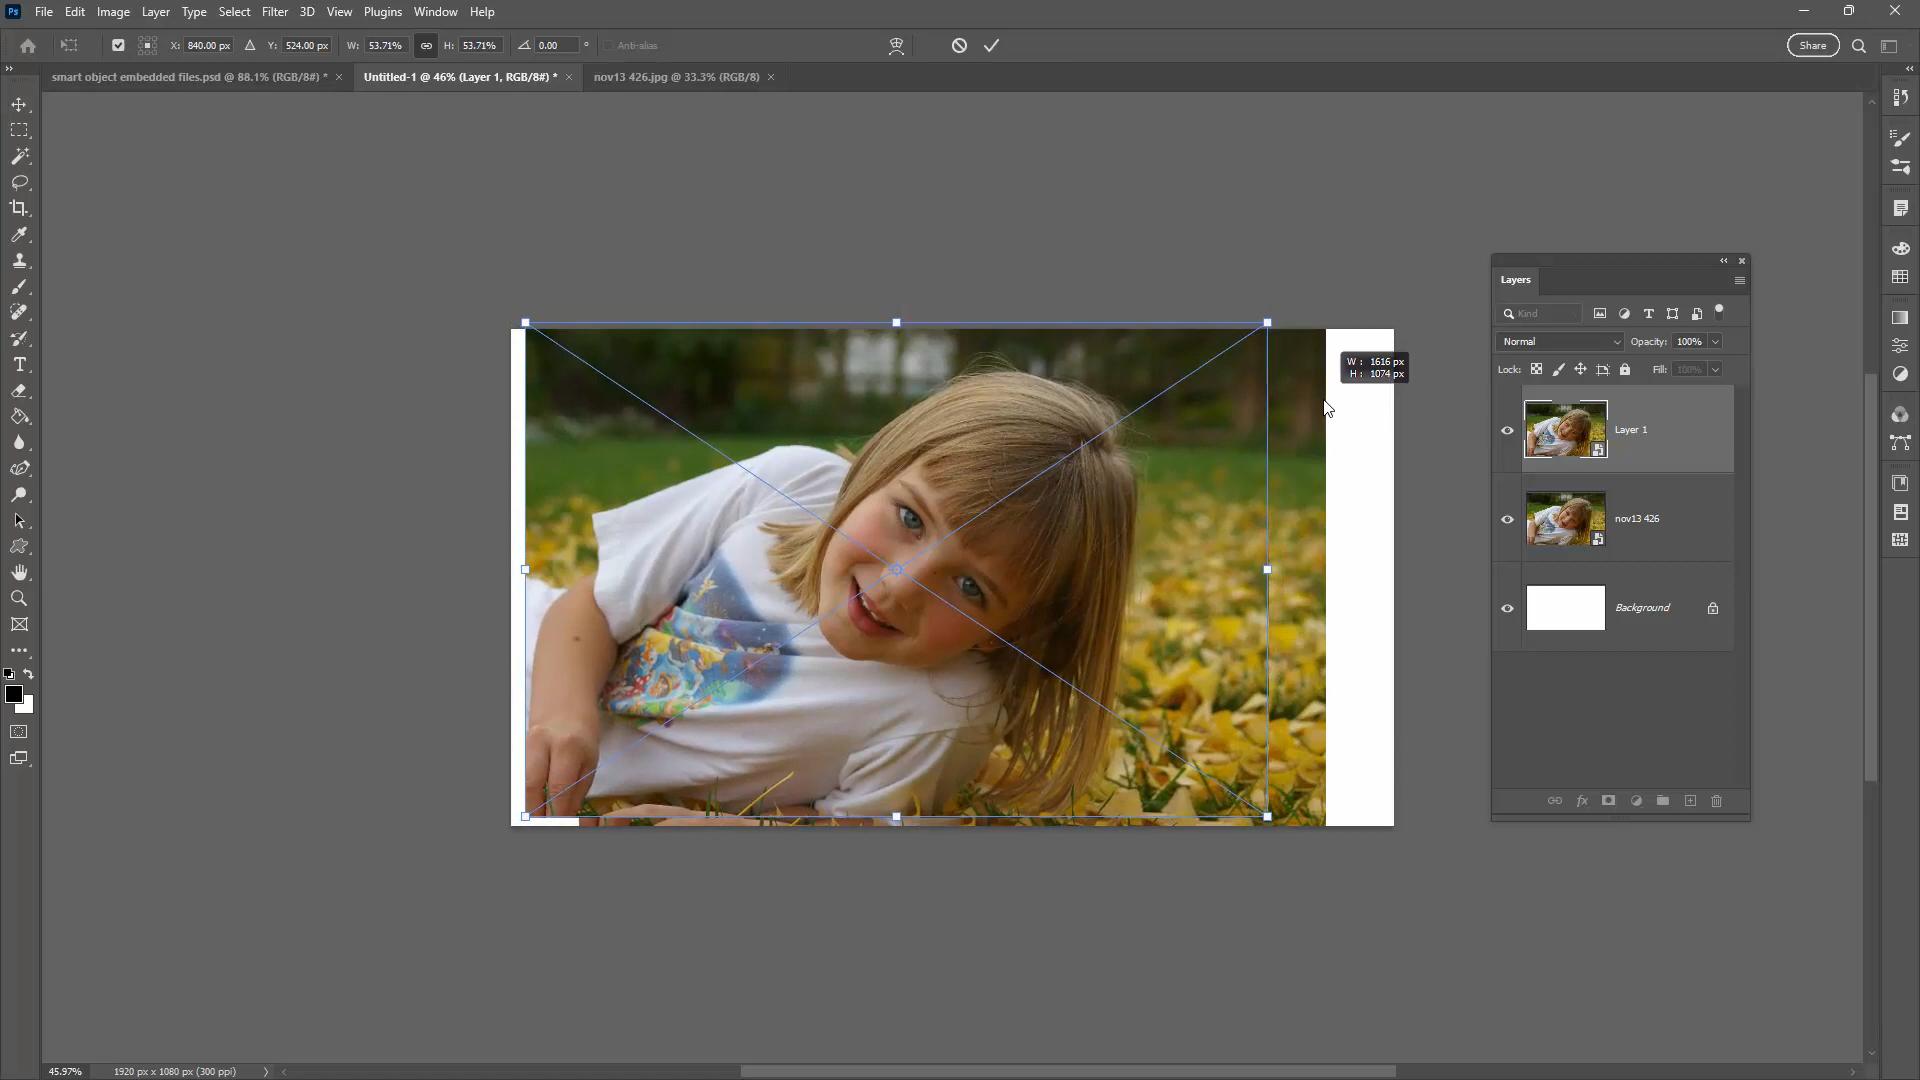 Ps File Edit Image Layer Type Select Filter 3D View Plugins Window Help
X: 840.00 px Y: 524.00 px W: 53.71% H: 53.71% 0.00 ° Anti-alias Share
smart object embedded files.psd @ 88.1% (RGB/8#) * × Untitled-1 @ 46% (Layer 1, RGB/8#) * × nov13 426.jpg @ 33.3% (RGB/8) ×
Layers
Kind
Normal Opacity: 100%
W : 1616 px
H : 1074 px
Lock: Fill: 100%
Layer 1
nov13 426
Background
45.97% 1920 px x 1080 px (300 ppi)